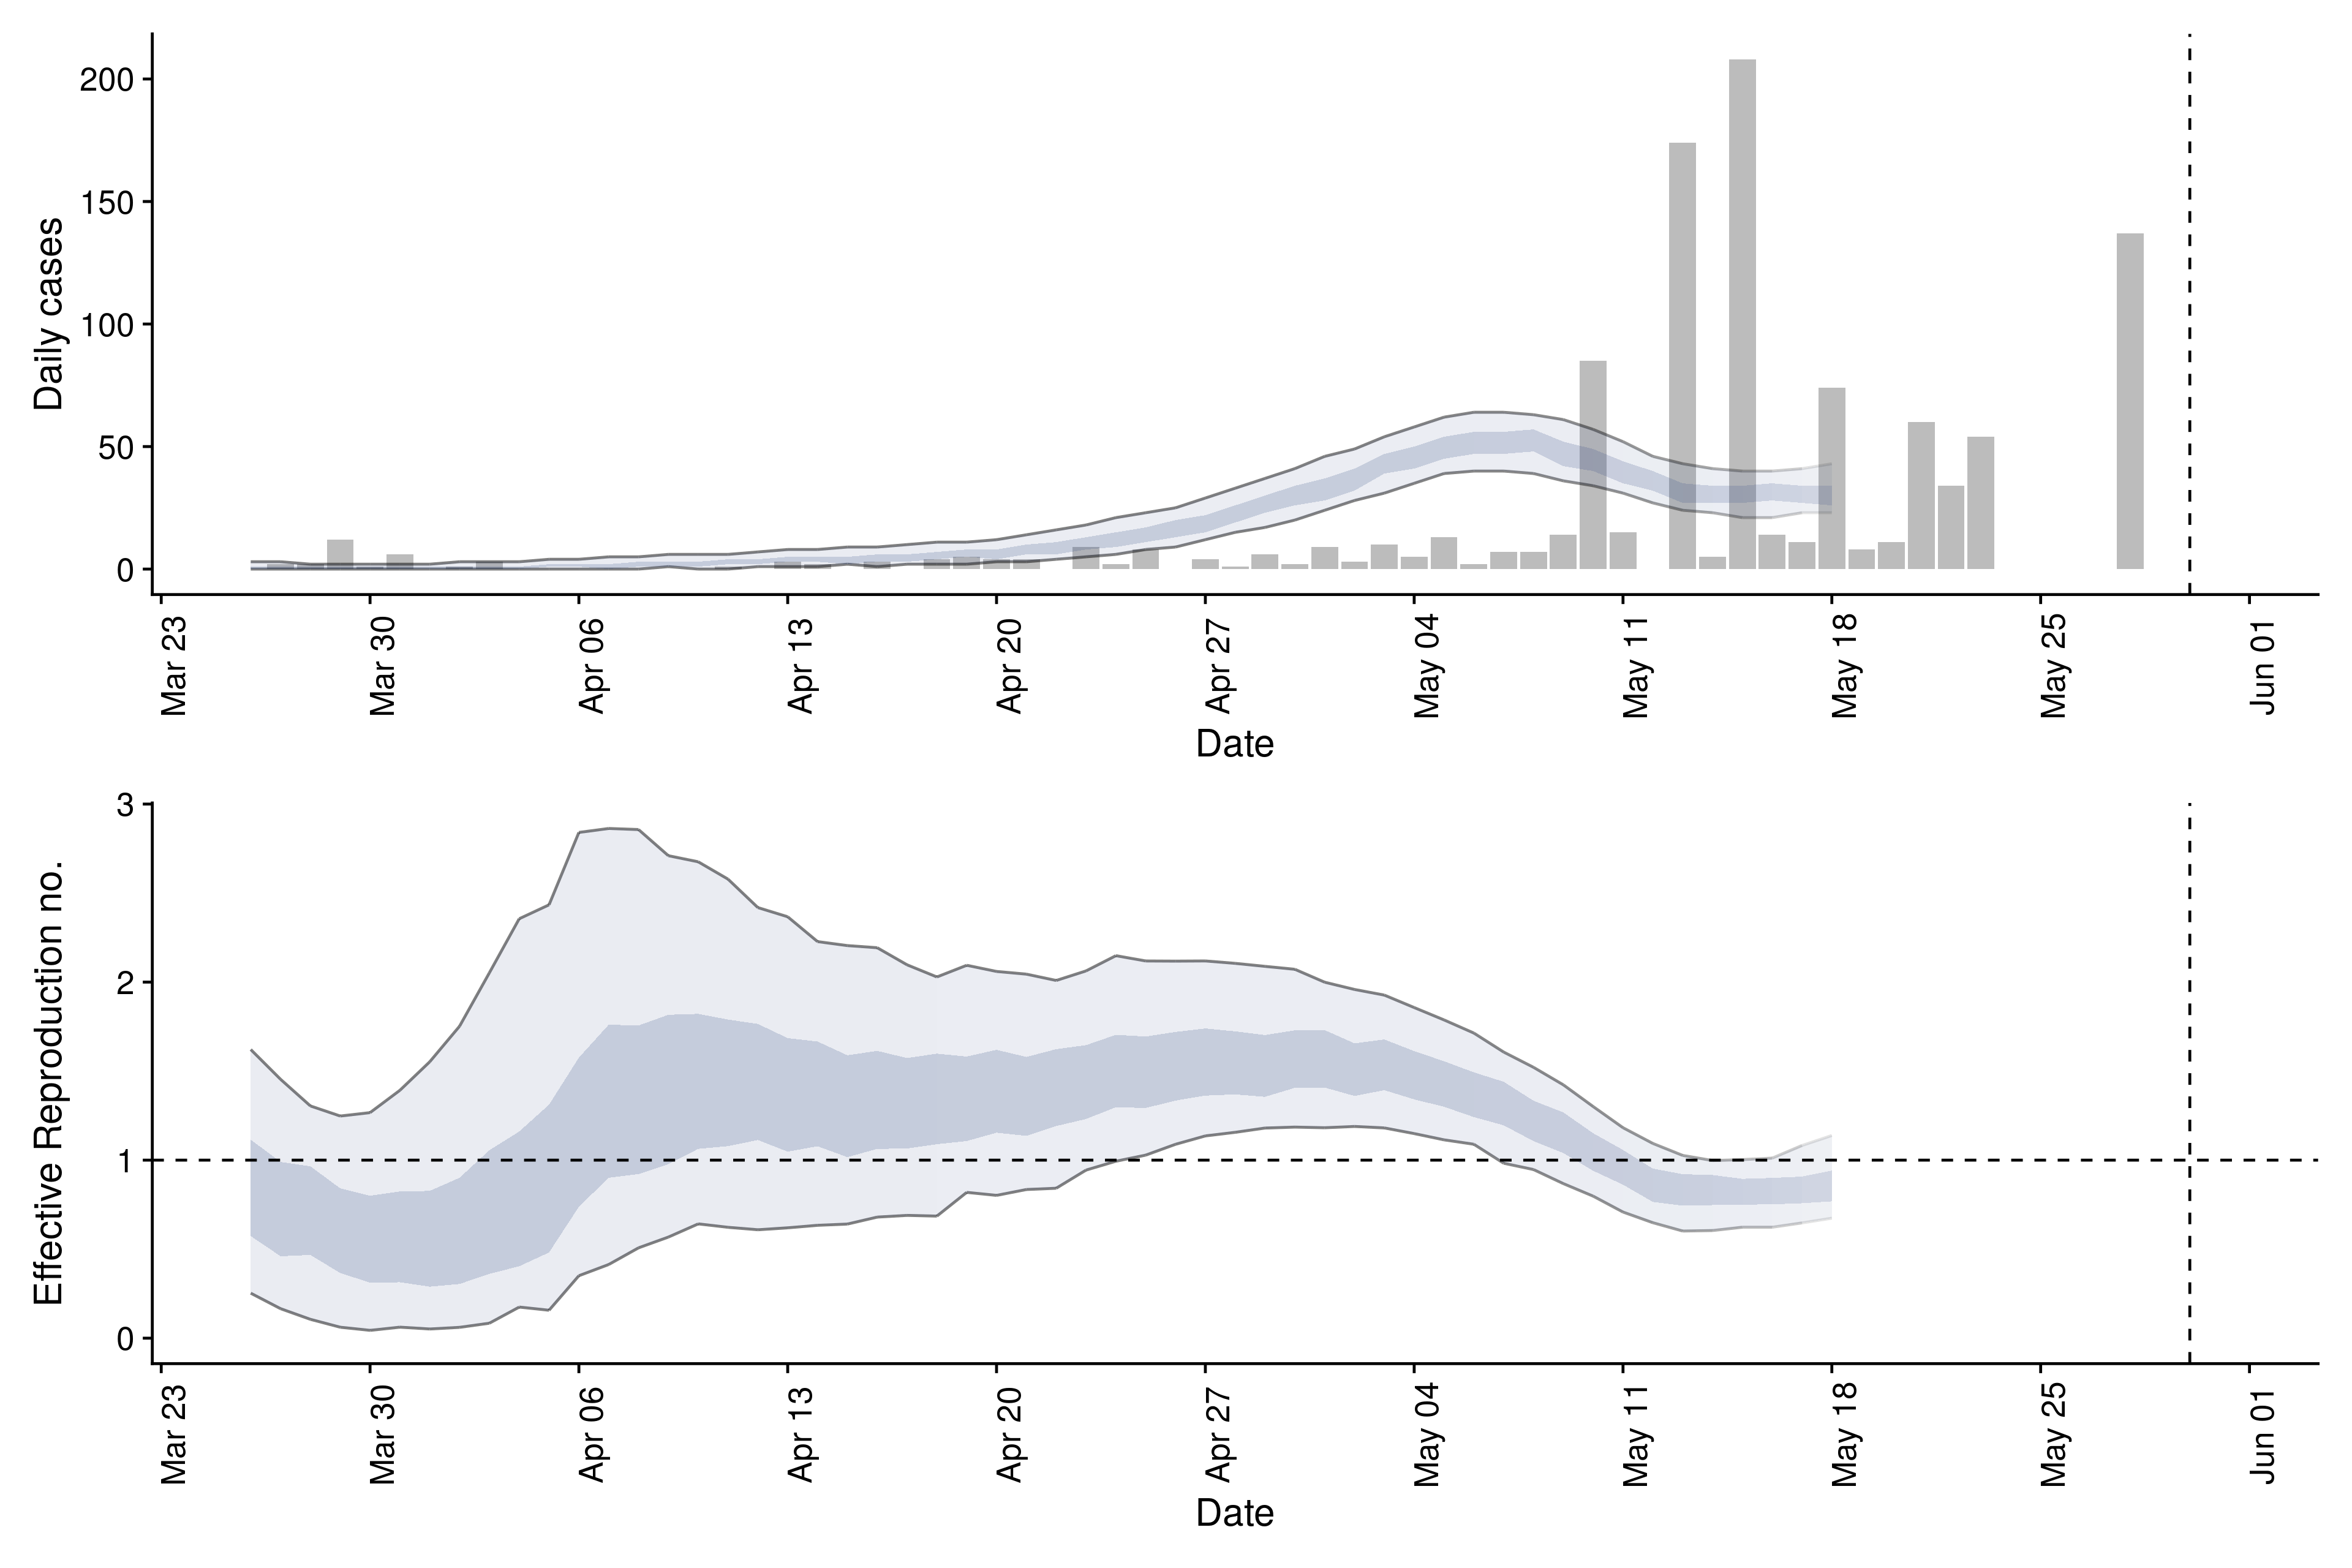 Daily cases
200
150
100
50
0
Mar 23
Mar 30
Apr 06
Apr 13
Apr 20
Apr 27
May 04
May 11
May 18
May 25
Jun 01
Date
Effective Reproduction no.
3
2
1
0
Mar 23
Mar 30
Apr 06
Apr 13
Apr 20
Apr 27
May 04
May 11
May 18
May 25
Jun 01
Date